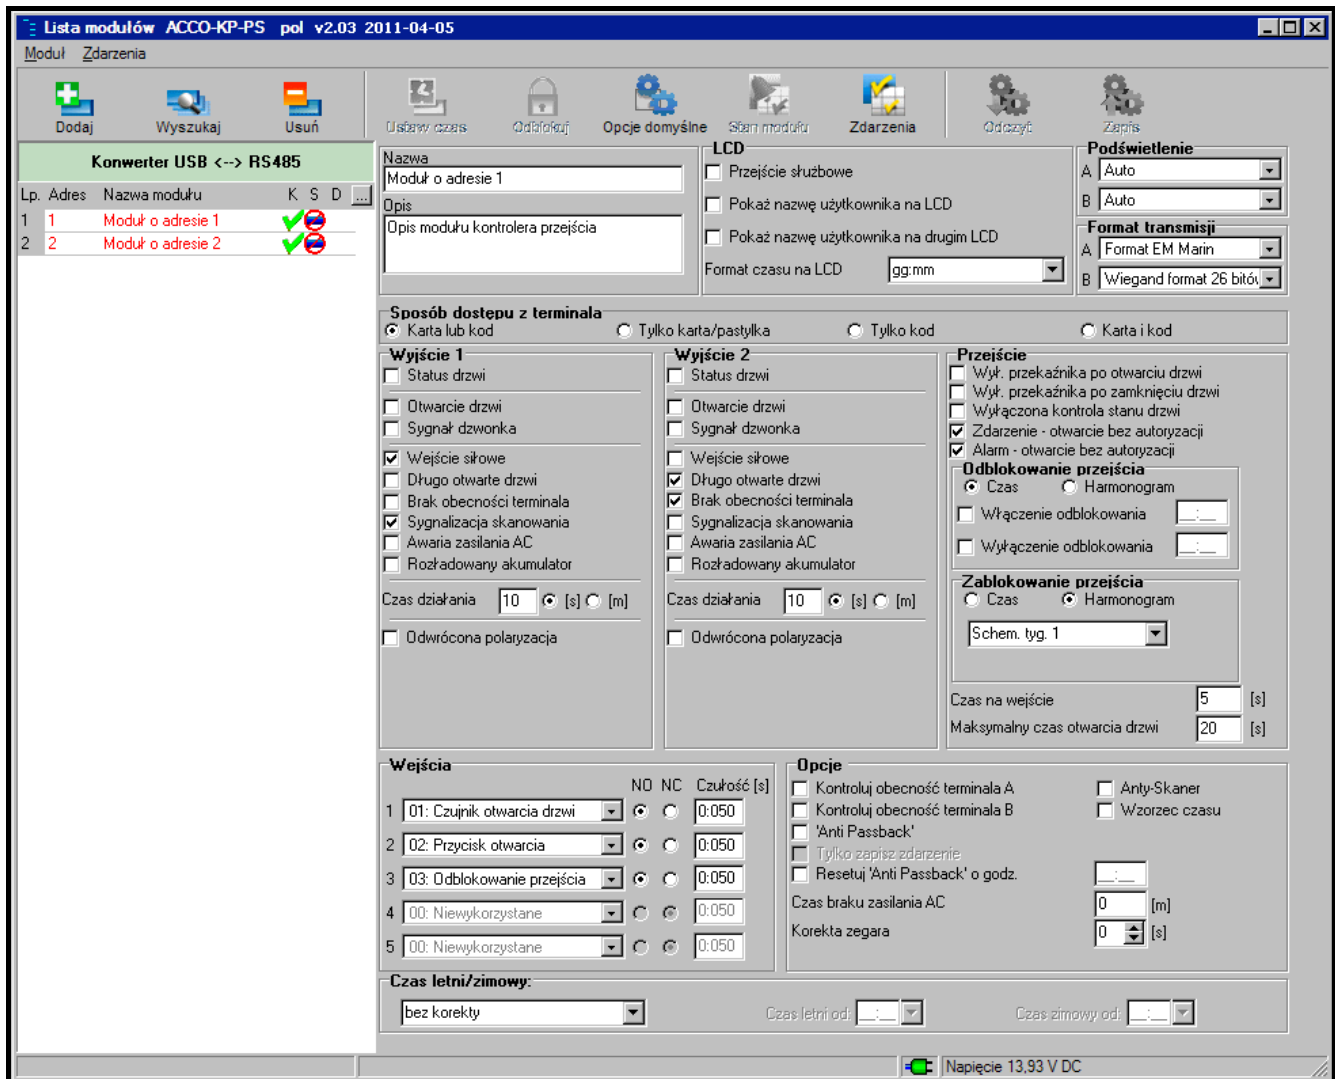 Lista modułów ACCO-KP-PS pol v2.03 2011-04-05
Moduł Zdarzenia
Dodaj Wyszukaj Usuń Ustaw czas Odblokuj Opcje domyślne Stan modułu Zdarzenia Odczyt Zapis
Konwerter USB <--> RS485
Lp. Adres Nazwa modułu K S D ...
1 1 Moduł o adresie 1
2 2 Moduł o adresie 2
Nazwa
Moduł o adresie 1
Opis
Opis modułu kontrolera przejścia
LCD
Przejście służbowe
Pokaż nazwę użytkownika na LCD
Pokaż nazwę użytkownika na drugim LCD
Format czasu na LCD gg:mm
Podświetlenie
A Auto
B Auto
Format transmisji
A Format EM Marin
B Wiegand format 26 bitów
Sposób dostępu z terminala
Karta lub kod Tylko karta/pastylka Tylko kod Karta i kod
Wyjście 1
Status drzwi
Otwarcie drzwi
Sygnał dzwonka
Wejście siłowe
Długo otwarte drzwi
Brak obecności terminala
Sygnalizacja skanowania
Awaria zasilania AC
Rozładowany akumulator
Czas działania 10 [s] [m]
Odwrócona polaryzacja
Wyjście 2
Status drzwi
Otwarcie drzwi
Sygnał dzwonka
Wejście siłowe
Długo otwarte drzwi
Brak obecności terminala
Sygnalizacja skanowania
Awaria zasilania AC
Rozładowany akumulator
Czas działania 10 [s] [m]
Odwrócona polaryzacja
Przejście
Wył. przekaźnika po otwarciu drzwi
Wył. przekaźnika po zamknięciu drzwi
Wyłączona kontrola stanu drzwi
Zdarzenie - otwarcie bez autoryzacji
Alarm - otwarcie bez autoryzacji
Odblokowanie przejścia
Czas Harmonogram
Włączenie odblokowania __:__
Wyłączenie odblokowania __:__
Zablokowanie przejścia
Czas Harmonogram
Schem. tyg. 1
Czas na wejście 5 [s]
Maksymalny czas otwarcia drzwi 20 [s]
Wejścia
NO NC Czułość [s]
1 01: Czujnik otwarcia drzwi 0:050
2 02: Przycisk otwarcia 0:050
3 03: Odblokowanie przejścia 0:050
4 00: Niewykorzystane 0:050
5 00: Niewykorzystane 0:050
Opcje
Kontroluj obecność terminala A Anty-Skaner
Kontroluj obecność terminala B Wzorzec czasu
'Anti Passback'
Tylko zapisz zdarzenie
Resetuj 'Anti Passback' o godz. __:__
Czas braku zasilania AC 0 [m]
Korekta zegara 0 [s]
Czas letni/zimowy:
bez korekty Czas letni od: __:__ Czas zimowy od: __:__
Napięcie 13,93 V DC